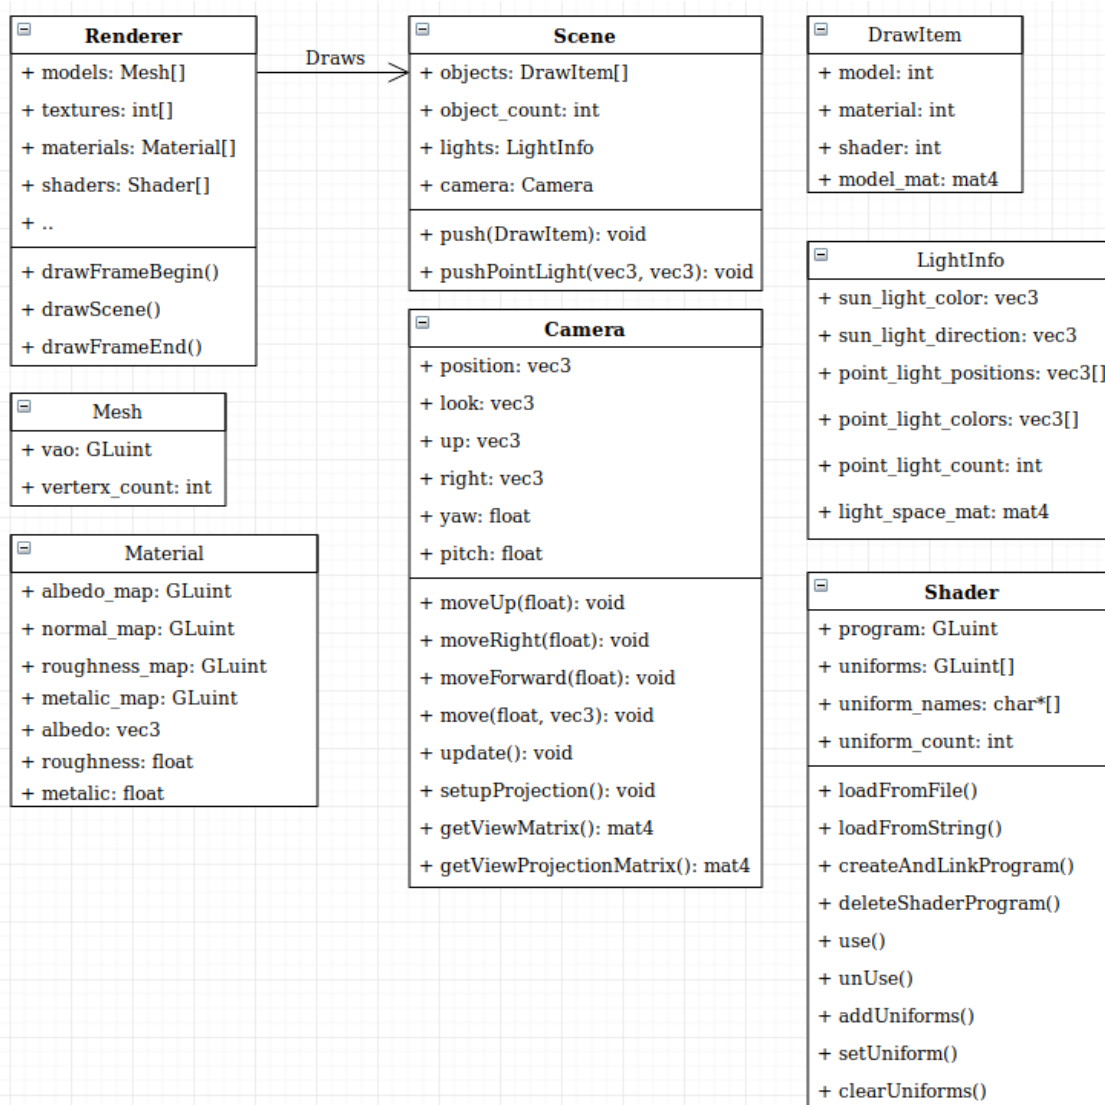 Renderer
+ models: Mesh[]
+ textures: int[]
+ materials: Material[]
+ shaders: Shader[]
+ ..
+ drawFrameBegin()
+ drawScene()
+ drawFrameEnd()
Draws
Mesh
+ vao: GLuint
+ verterx_count: int
Material
+ albedo_map: GLuint
+ normal_map: GLuint
+ roughness_map: GLuint
+ metalic_map: GLuint
+ albedo: vec3
+ roughness: float
+ metalic: float
Scene
+ objects: DrawItem[]
+ object_count: int
+ lights: LightInfo
+ camera: Camera
+ push(DrawItem): void
+ pushPointLight(vec3, vec3): void
Camera
+ position: vec3
+ look: vec3
+ up: vec3
+ right: vec3
+ yaw: float
+ pitch: float
+ moveUp(float): void
+ moveRight(float): void
+ moveForward(float): void
+ move(float, vec3): void
+ update(): void
+ setupProjection(): void
+ getViewMatrix(): mat4
+ getViewProjectionMatrix(): mat4
DrawItem
+ model: int
+ material: int
+ shader: int
+ model_mat: mat4
LightInfo
+ sun_light_color: vec3
+ sun_light_direction: vec3
+ point_light_positions: vec3[]
+ point_light_colors: vec3[]
+ point_light_count: int
+ light_space_mat: mat4
Shader
+ program: GLuint
+ uniforms: GLuint[]
+ uniform_names: char*[]
+ uniform_count: int
+ loadFromFile()
+ loadFromString()
+ createAndLinkProgram()
+ deleteShaderProgram()
+ use()
+ unUse()
+ addUniforms()
+ setUniform()
+ clearUniforms()